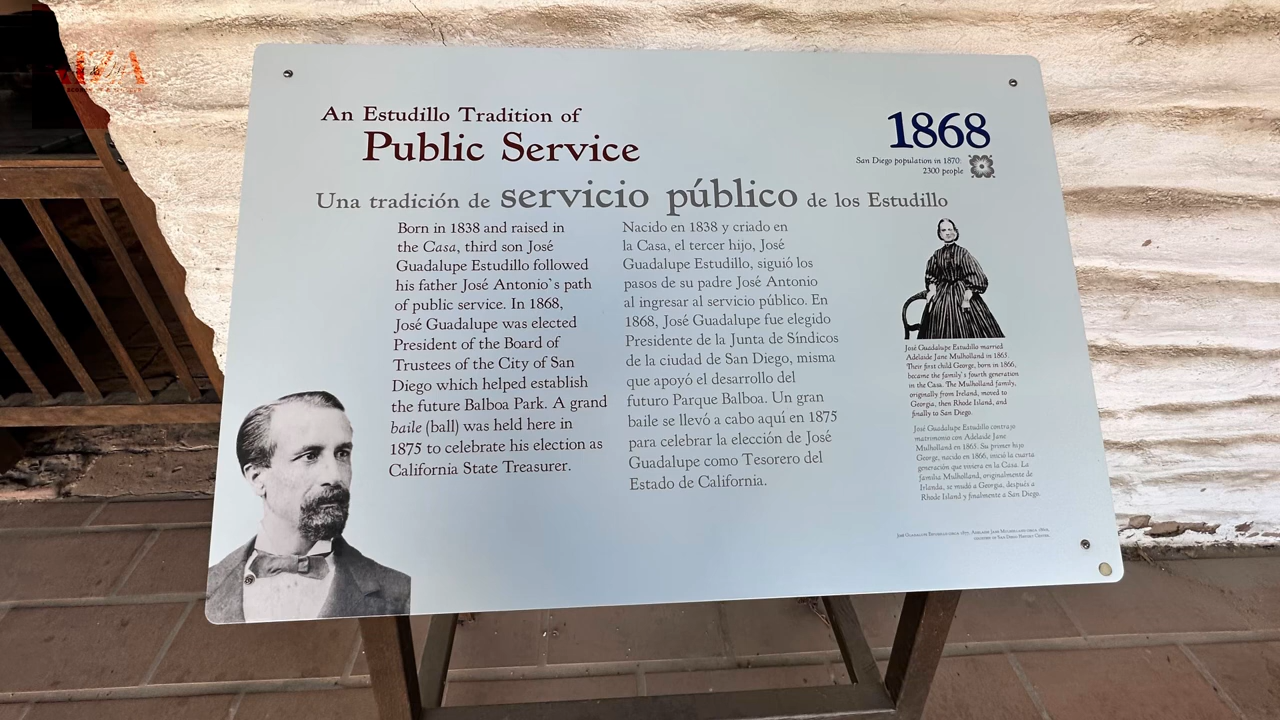 An Estudillo Tradition of
Public Service
1868
San Diego population in 1870:
2300 people
Una tradición de servicio público de los Estudillo
Born in 1838 and raised in
the Casa, third son José
Guadalupe Estudillo followed
his father José Antonio's path
of public service. In 1868,
José Guadalupe was elected
President of the Board of
Trustees of the City of San
Diego which helped establish
the future Balboa Park. A grand
baile (ball) was held here in
1875 to celebrate his election as
California State Treasurer.
Nacido en 1838 y criado en
la Casa, el tercer hijo, José
Guadalupe Estudillo, siguió los
pasos de su padre José Antonio
al ingresar al servicio público. En
1868, José Guadalupe fue elegido
Presidente de la Junta de Síndicos
de la ciudad de San Diego, misma
que apoyó el desarrollo del
futuro Parque Balboa. Un gran
baile se llevó a cabo aquí en 1875
para celebrar la elección de José
Guadalupe como Tesorero del
Estado de California.
José Guadalupe Estudillo married
Adelaide Jane Mulholland in 1865.
Their first child George, born in 1866,
became the family's fourth generation
in the Casa. The Mulholland family,
originally from Ireland, moved to
Georgia, then Rhode Island, and
finally to San Diego.
José Guadalupe Estudillo contrajo
matrimonio con Adelaide Jane
Mulholland en 1865. Su primer hijo
George, nacido en 1866, inició la cuarta
generación que viviera en la Casa. La
familia Mulholland, originalmente de
Irlanda, se mudó a Georgia, después a
Rhode Island y finalmente a San Diego.